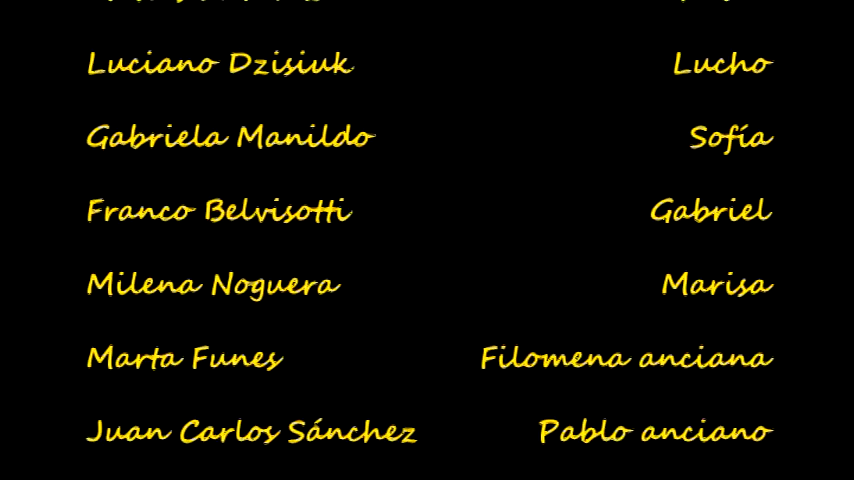 Luciano Dzisiuk Lucho
Gabriela Manildo Sofía
Franco Belvisotti Gabriel
Milena Noguera Marisa
Marta Funes Filomena anciana
Juan Carlos Sánchez Pablo anciano